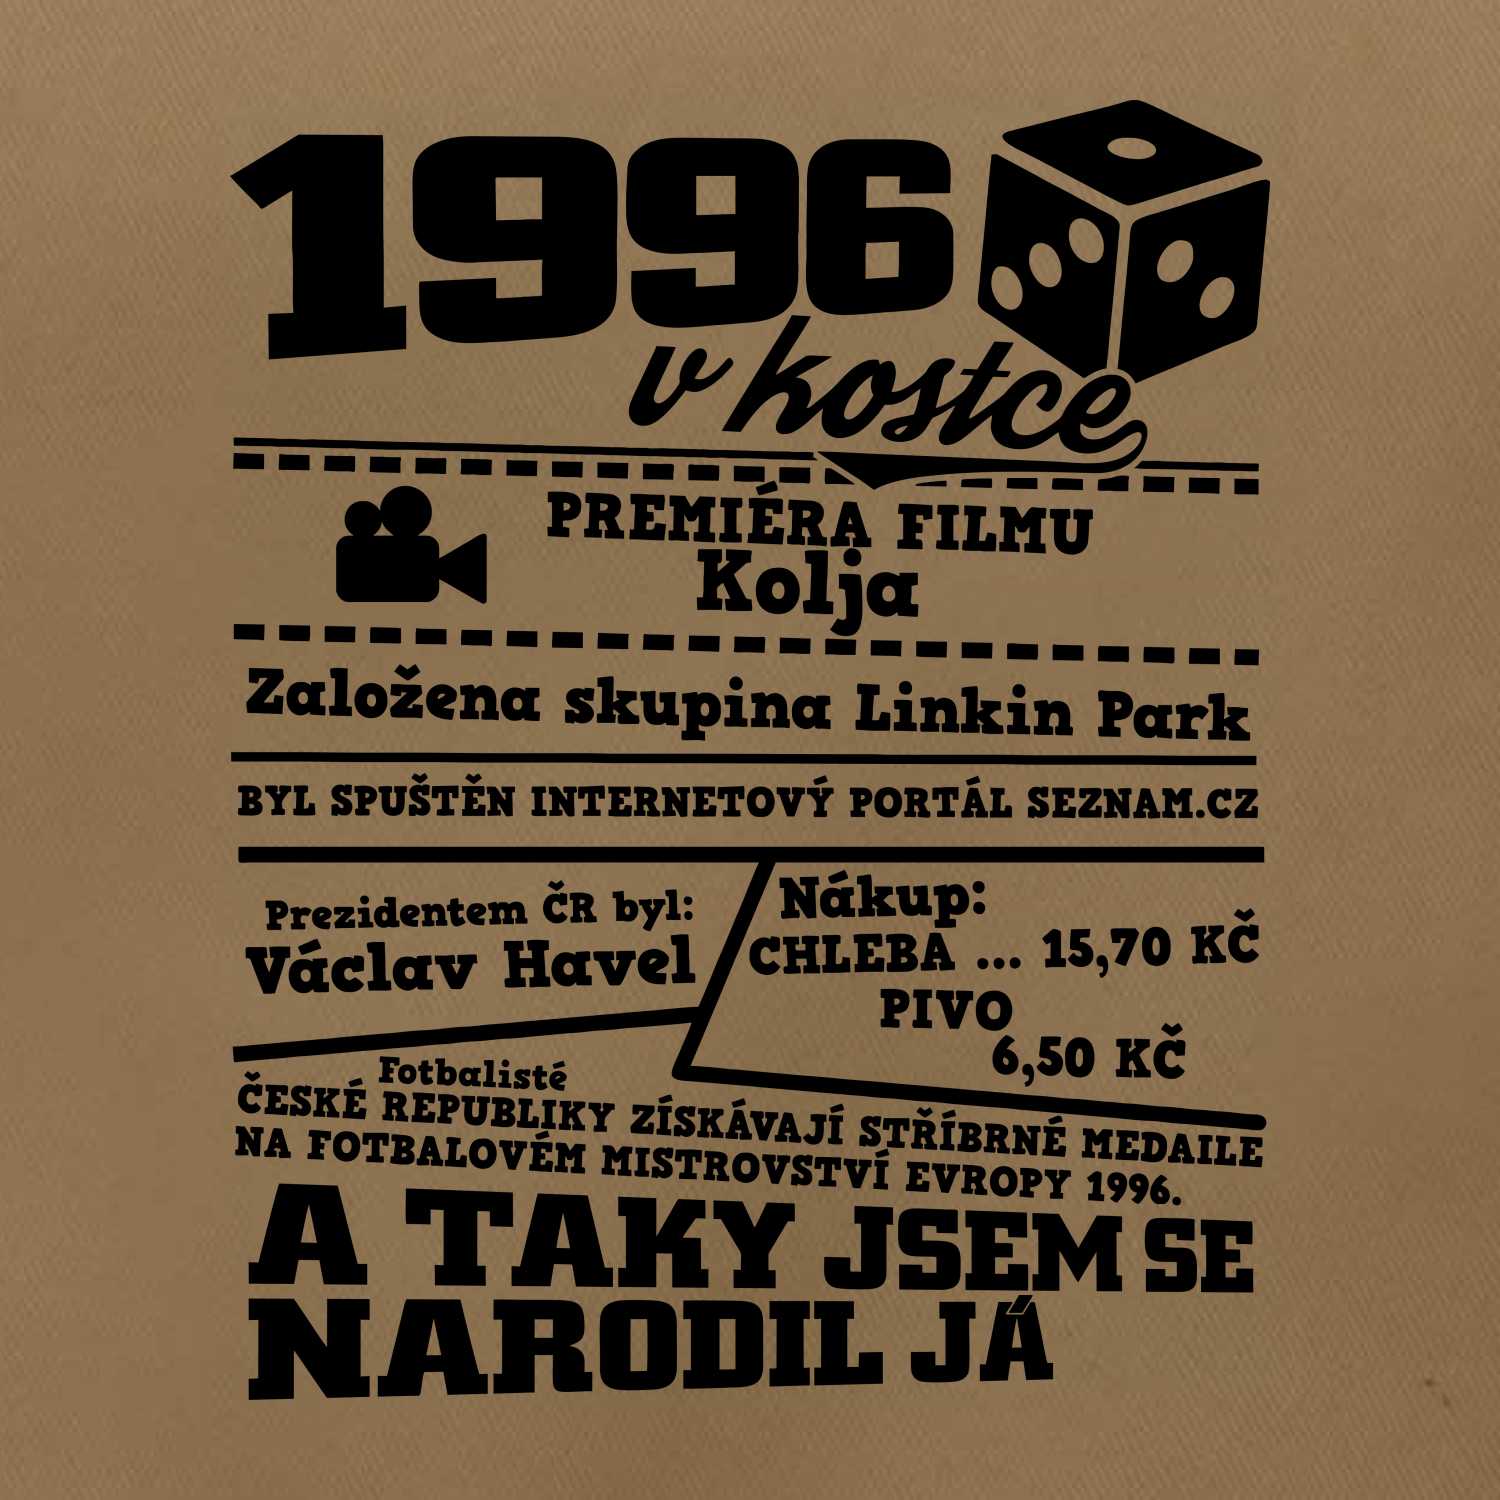 1996
v kostce
PREMIÉRA FILMU
Kolja
Založena skupina Linkin Park
BYL SPUŠTĚN INTERNETOVÝ PORTÁL SEZNAM.CZ
Prezidentem ČR byl:
Václav Havel
Nákup:
CHLEBA ... 15,70 KČ
PIVO
6,50 KČ
Fotbalisté
ČESKÉ REPUBLIKY ZÍSKÁVAJÍ STŘÍBRNÉ MEDAILE
NA FOTBALOVÉM MISTROVSTVÍ EVROPY 1996.
A TAKY JSEM SE
NARODIL JÁ